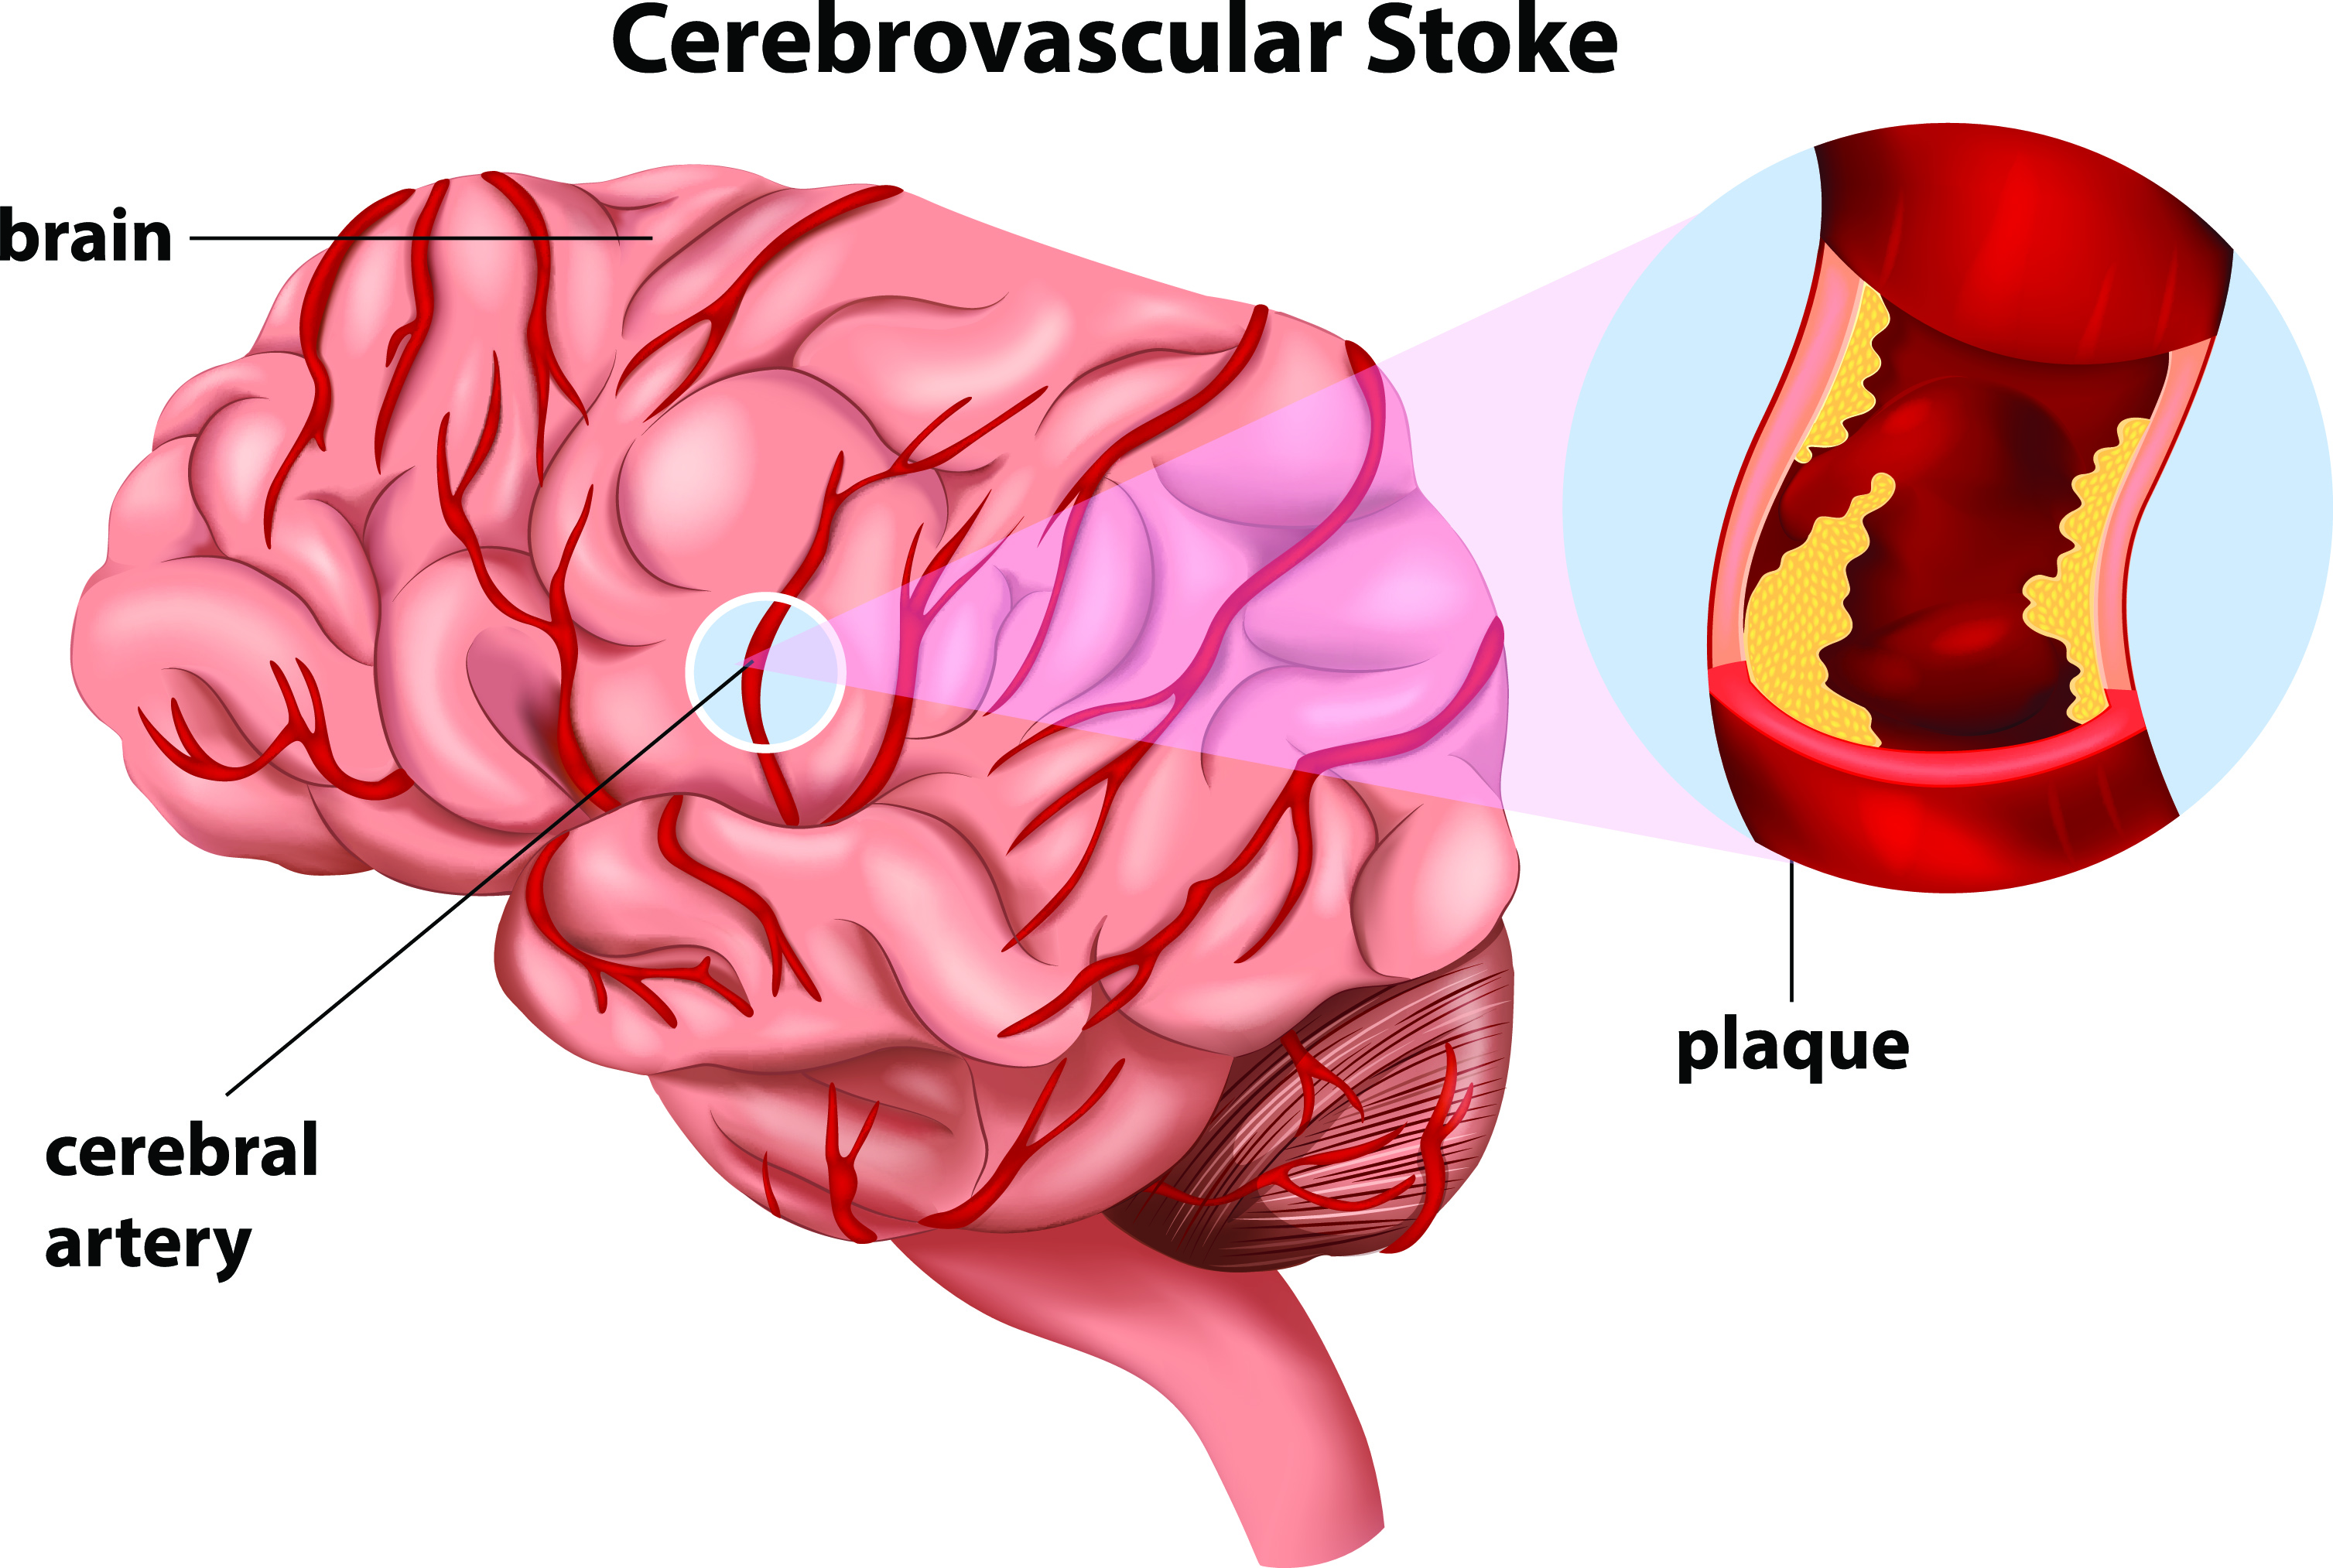 Cerebrovascular Stoke
brain
plaque
cerebral
artery